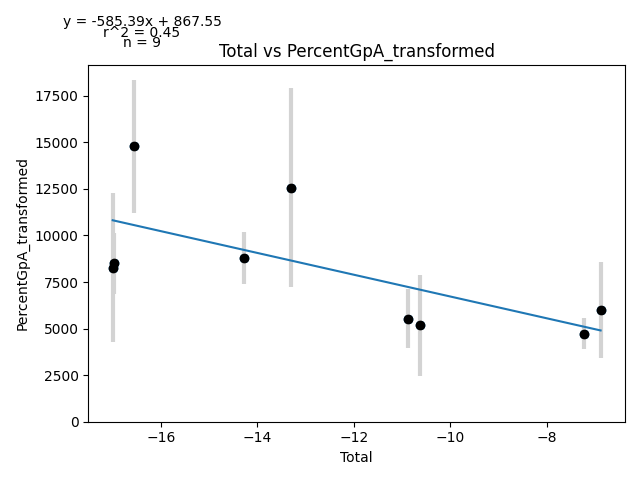 y = -585.39x + 867.55
r^2 = 0.45
n = 9
Total vs PercentGpA_transformed
PercentGpA_transformed
17500
15000
12500
10000
7500
5000
2500
0
−16
−14
−12
−10
−8
Total